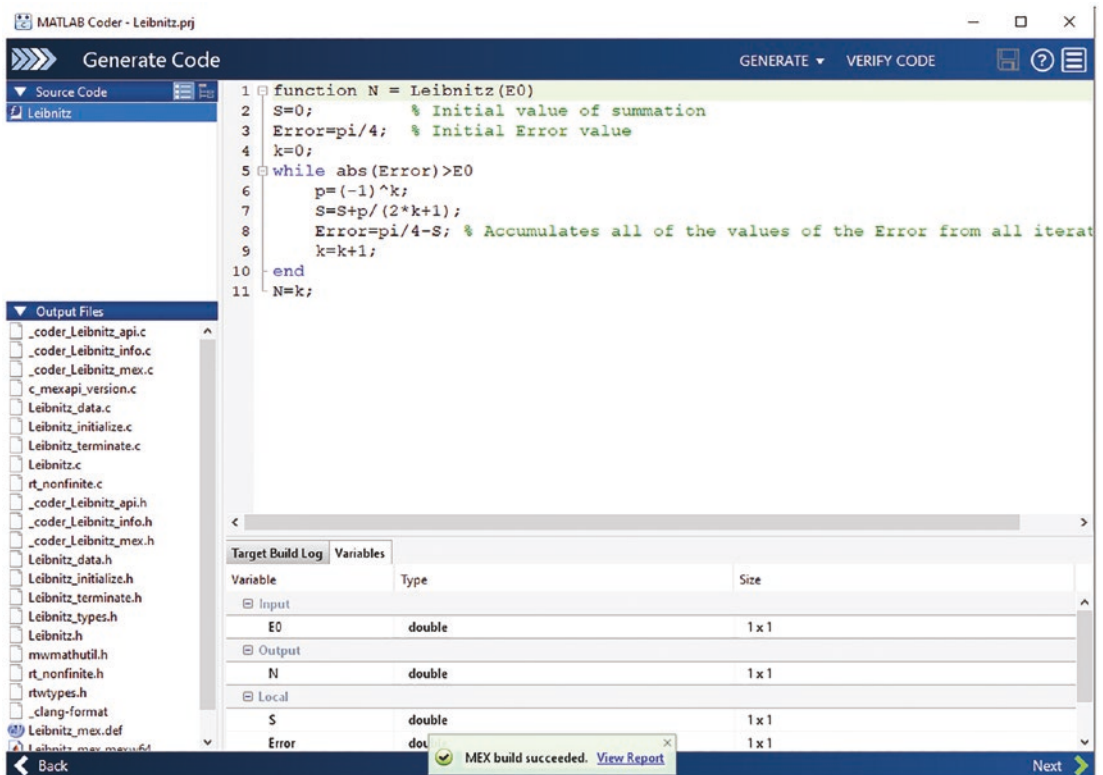 MATLAB Coder - Leibnitz.prj
Generate Code
GENERATE
VERIFY CODE
Source Code
Leibnitz
1 function N = Leibnitz(E0)
2 S=0; % Initial value of summation
3 Error=pi/4; % Initial Error value
4 k=0;
5 while abs(Error)>E0
6 p=(-1)^k;
7 S=S+p/(2*k+1);
8 Error=pi/4-S; % Accumulates all of the values of the Error from all iterat
9 k=k+1;
10 end
11 N=k;
Output Files
_coder_Leibnitz_api.c
_coder_Leibnitz_info.c
_coder_Leibnitz_mex.c
c_mexapi_version.c
Leibnitz_data.c
Leibnitz_initialize.c
Leibnitz_terminate.c
Leibnitz.c
rt_nonfinite.c
_coder_Leibnitz_api.h
_coder_Leibnitz_info.h
_coder_Leibnitz_mex.h
Leibnitz_data.h
Leibnitz_initialize.h
Leibnitz_terminate.h
Leibnitz_types.h
Leibnitz.h
mwmathutil.h
rt_nonfinite.h
rtwtypes.h
_clang-format
Leibnitz_mex.def
Leibnitz_mex.mexw64
Target Build Log Variables
Variable Type Size
Input
E0 double 1 x 1
Output
N double 1 x 1
Local
S double 1 x 1
Error dou 1 x 1
MEX build succeeded. View Report
Back
Next